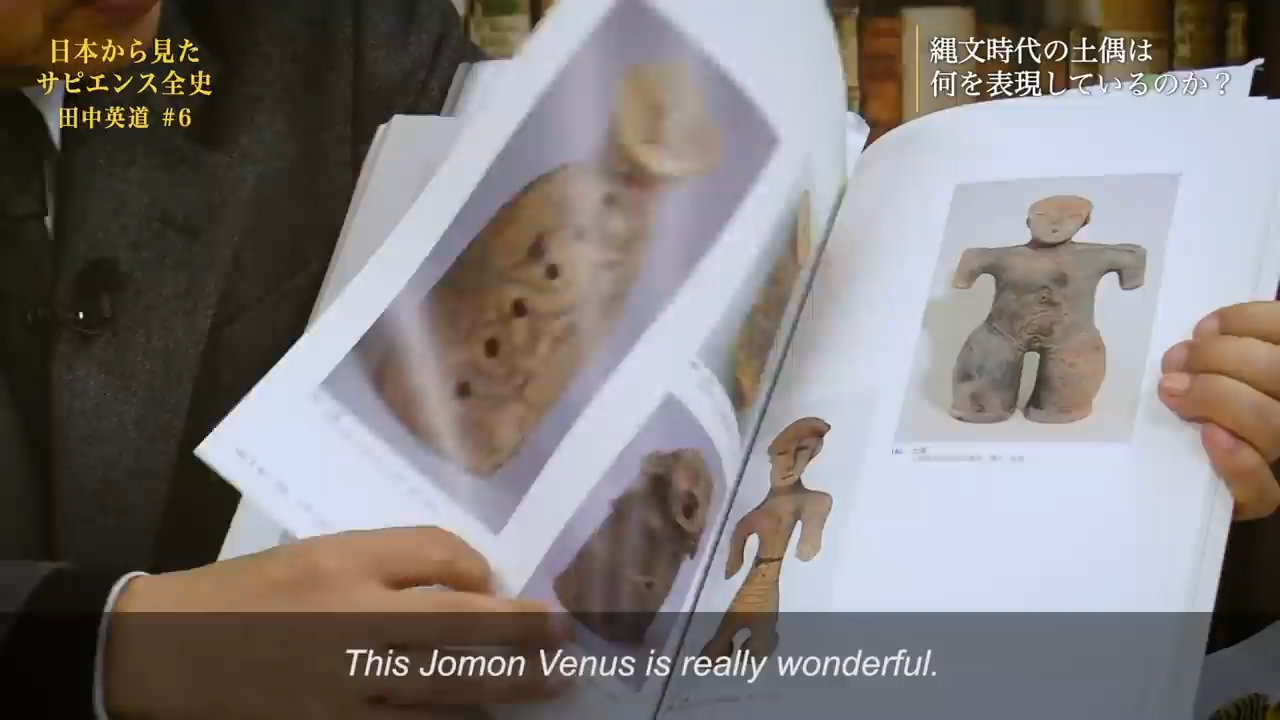 日本から見た
サピエンス全史
田中英道 #6
縄文時代の土偶は
何を表現しているのか？
This Jomon Venus is really wonderful.